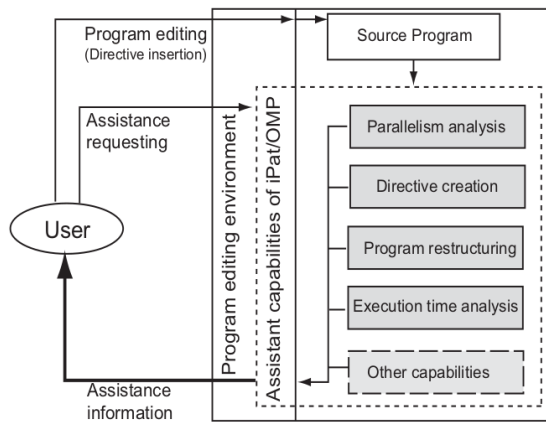 Program editing
(Directive insertion)
Source Program
Assistance
requesting
Parallelism analysis
Directive creation
User
Program restructuring
Execution time analysis
Other capabilities
Program editing environment
Assistant capabilities of iPat/OMP
Assistance
information